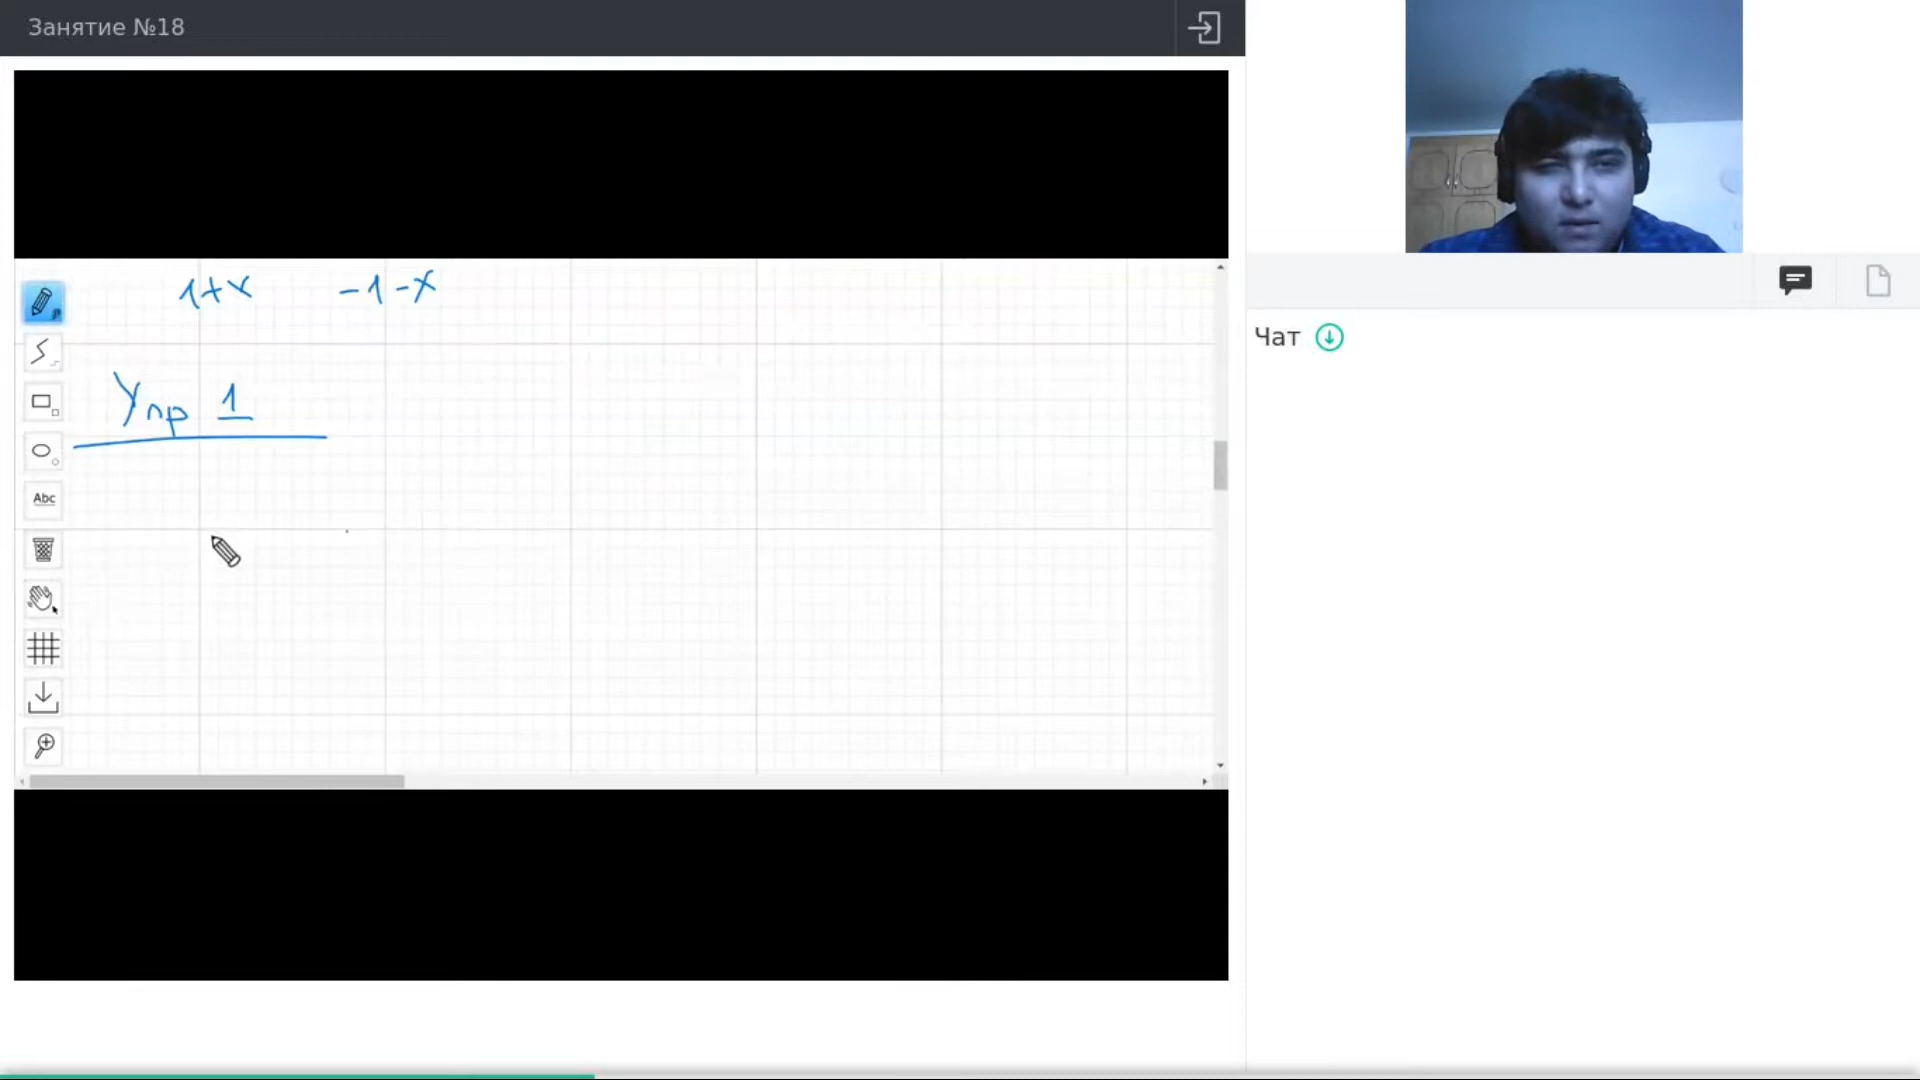 Занятие №18
1+x -1-x
Упр 1
Abc
Чат